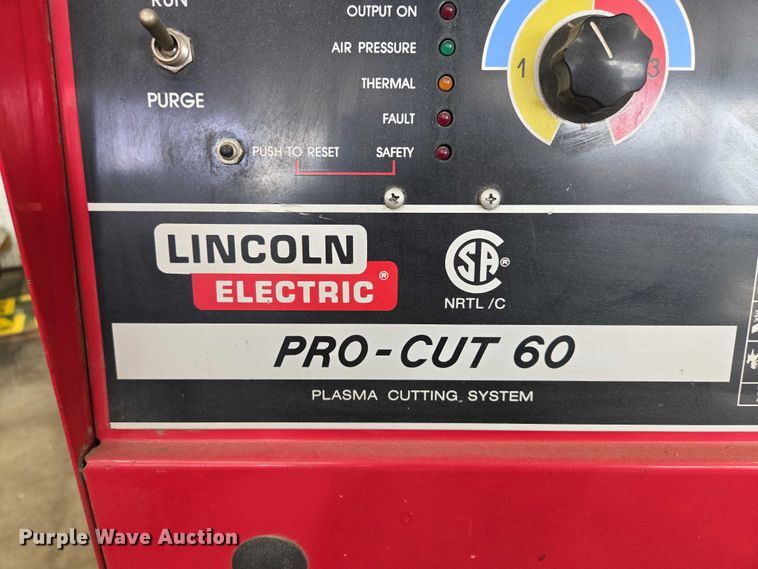 RUN
PURGE
OUTPUT ON
AIR PRESSURE
THERMAL
FAULT
PUSH TO RESET SAFETY
1 3
LINCOLN
ELECTRIC ®
SA ®
NRTL /C
PRO-CUT 60
PLASMA CUTTING SYSTEM
Purple Wave Auction